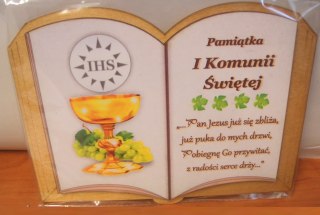 IHS
Pamiątka
I Komunii
Świętej
„..."Pan Jezus już się zbliża,
już puka do mych drzwi,
Pobiegnę Go przywitać,
z radości serce drży..."